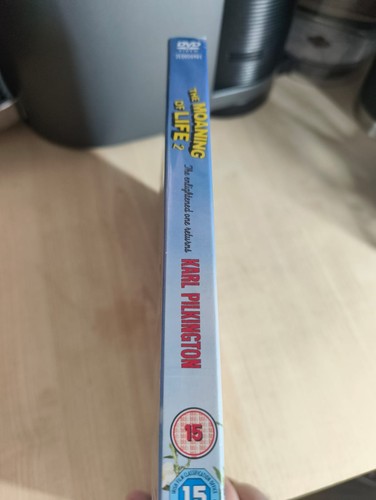 DVD
THE MOANING
OF LIFE 2
The enlightened one returns
KARL PILKINGTON
15
15